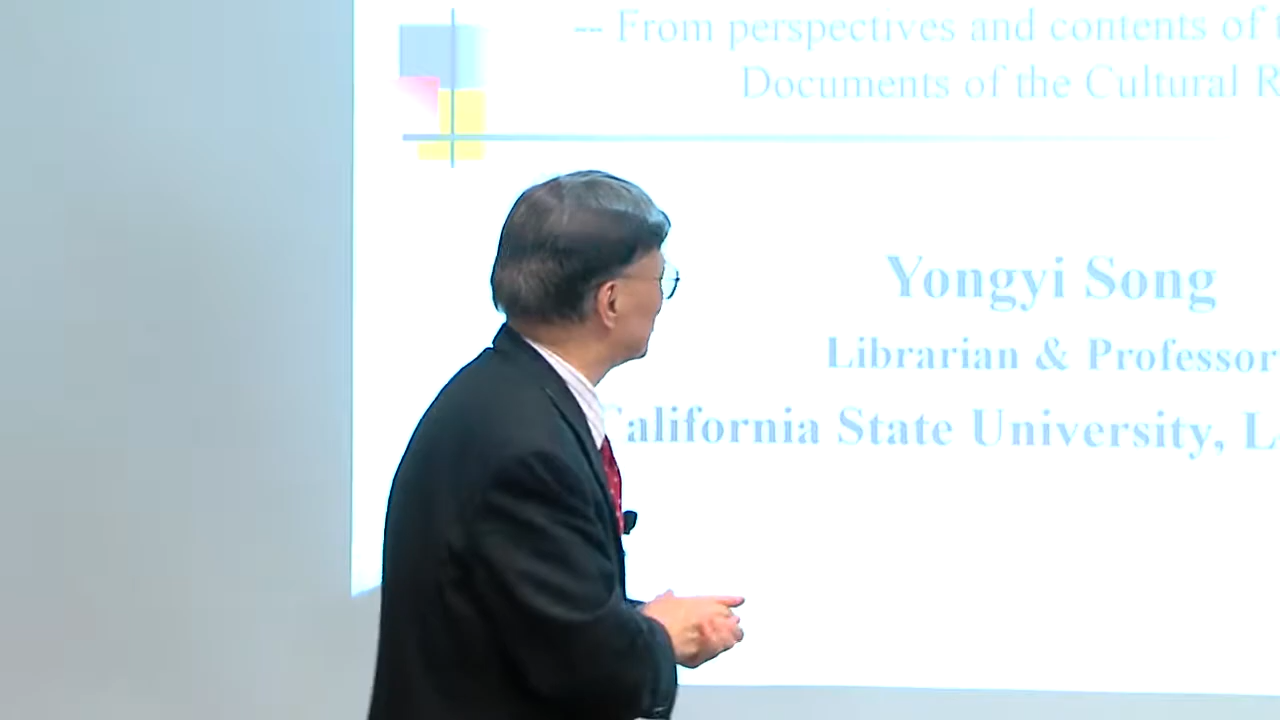 --- From perspectives and contents of
Documents of the Cultural
Yongyi Song
Librarian & Professor
California State University,